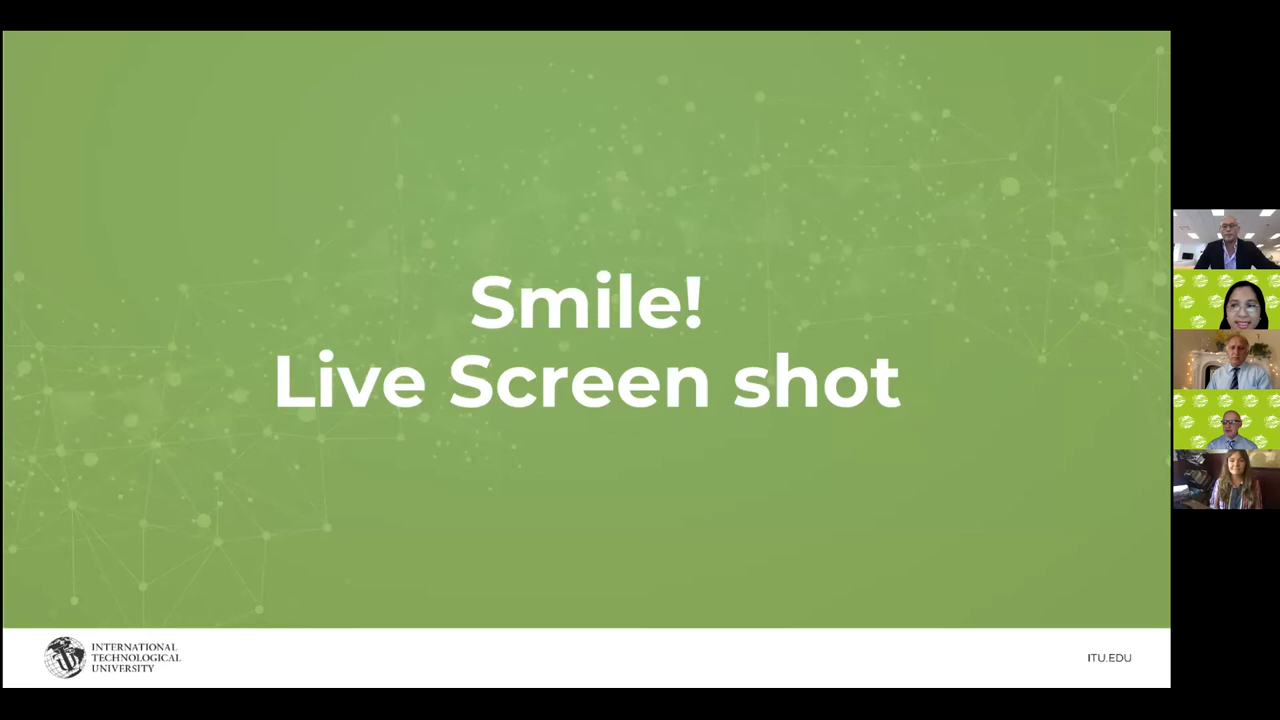 Smile!
Live Screen shot
INTERNATIONAL
TECHNOLOGICAL
UNIVERSITY
ITU.EDU